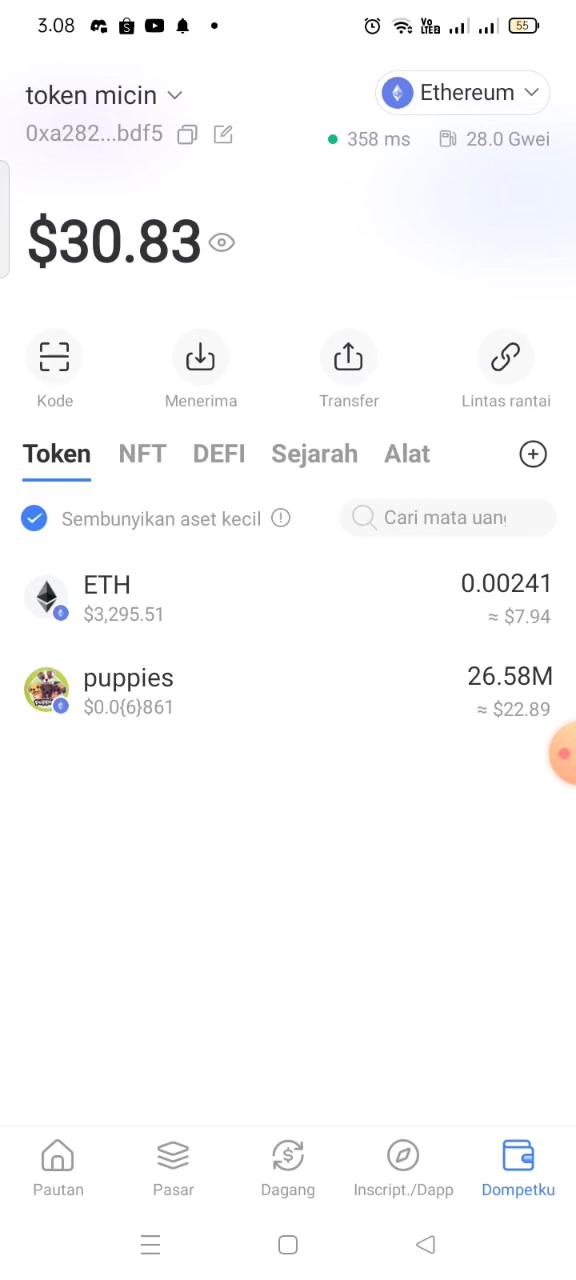 3.08
Vo LTE2
55
token micin
Ethereum
0xa282...bdf5
358 ms
28.0 Gwei
$30.83
Kode
Menerima
Transfer
Lintas rantai
Token
NFT
DEFI
Sejarah
Alat
Sembunyikan aset kecil
Cari mata uang
ETH
0.00241
$3,295.51
≈ $7.94
puppies
26.58M
$0.0{6}861
≈ $22.89
Pautan
Pasar
Dagang
Inscript./Dapp
Dompetku